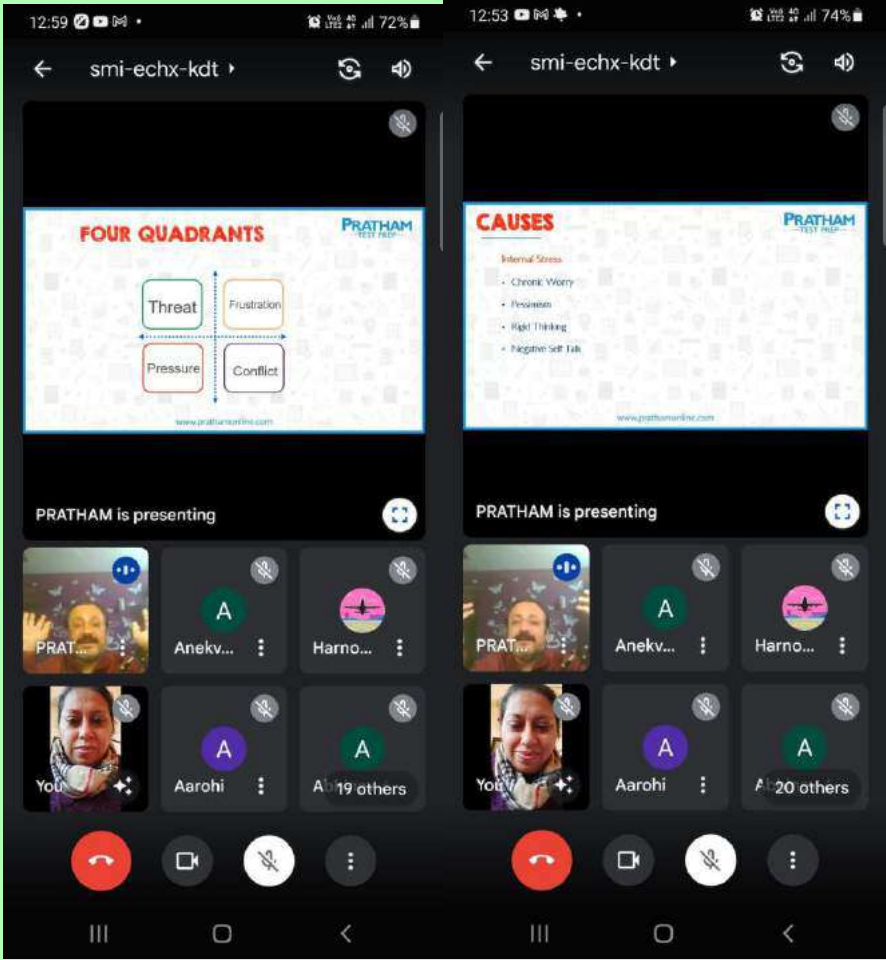 12:59
72%
smi-echx-kdt
FOUR QUADRANTS
PRATHAM
TEST PREP
Threat
Frustration
Pressure
Conflict
www.prathamonline.com
PRATHAM is presenting
PRAT...
A
Anekv...
Harno...
You
A
Aarohi
A
A
19 others
12:53
74%
smi-echx-kdt
CAUSES
PRATHAM
TEST PREP
Internal Stress
• Chronic Worry
• Pessimism
• Rigid Thinking
• Negative Self Talk
www.prathamonline.com
PRATHAM is presenting
PRAT...
A
Anekv...
Harno...
You
A
Aarohi
A
A
20 others